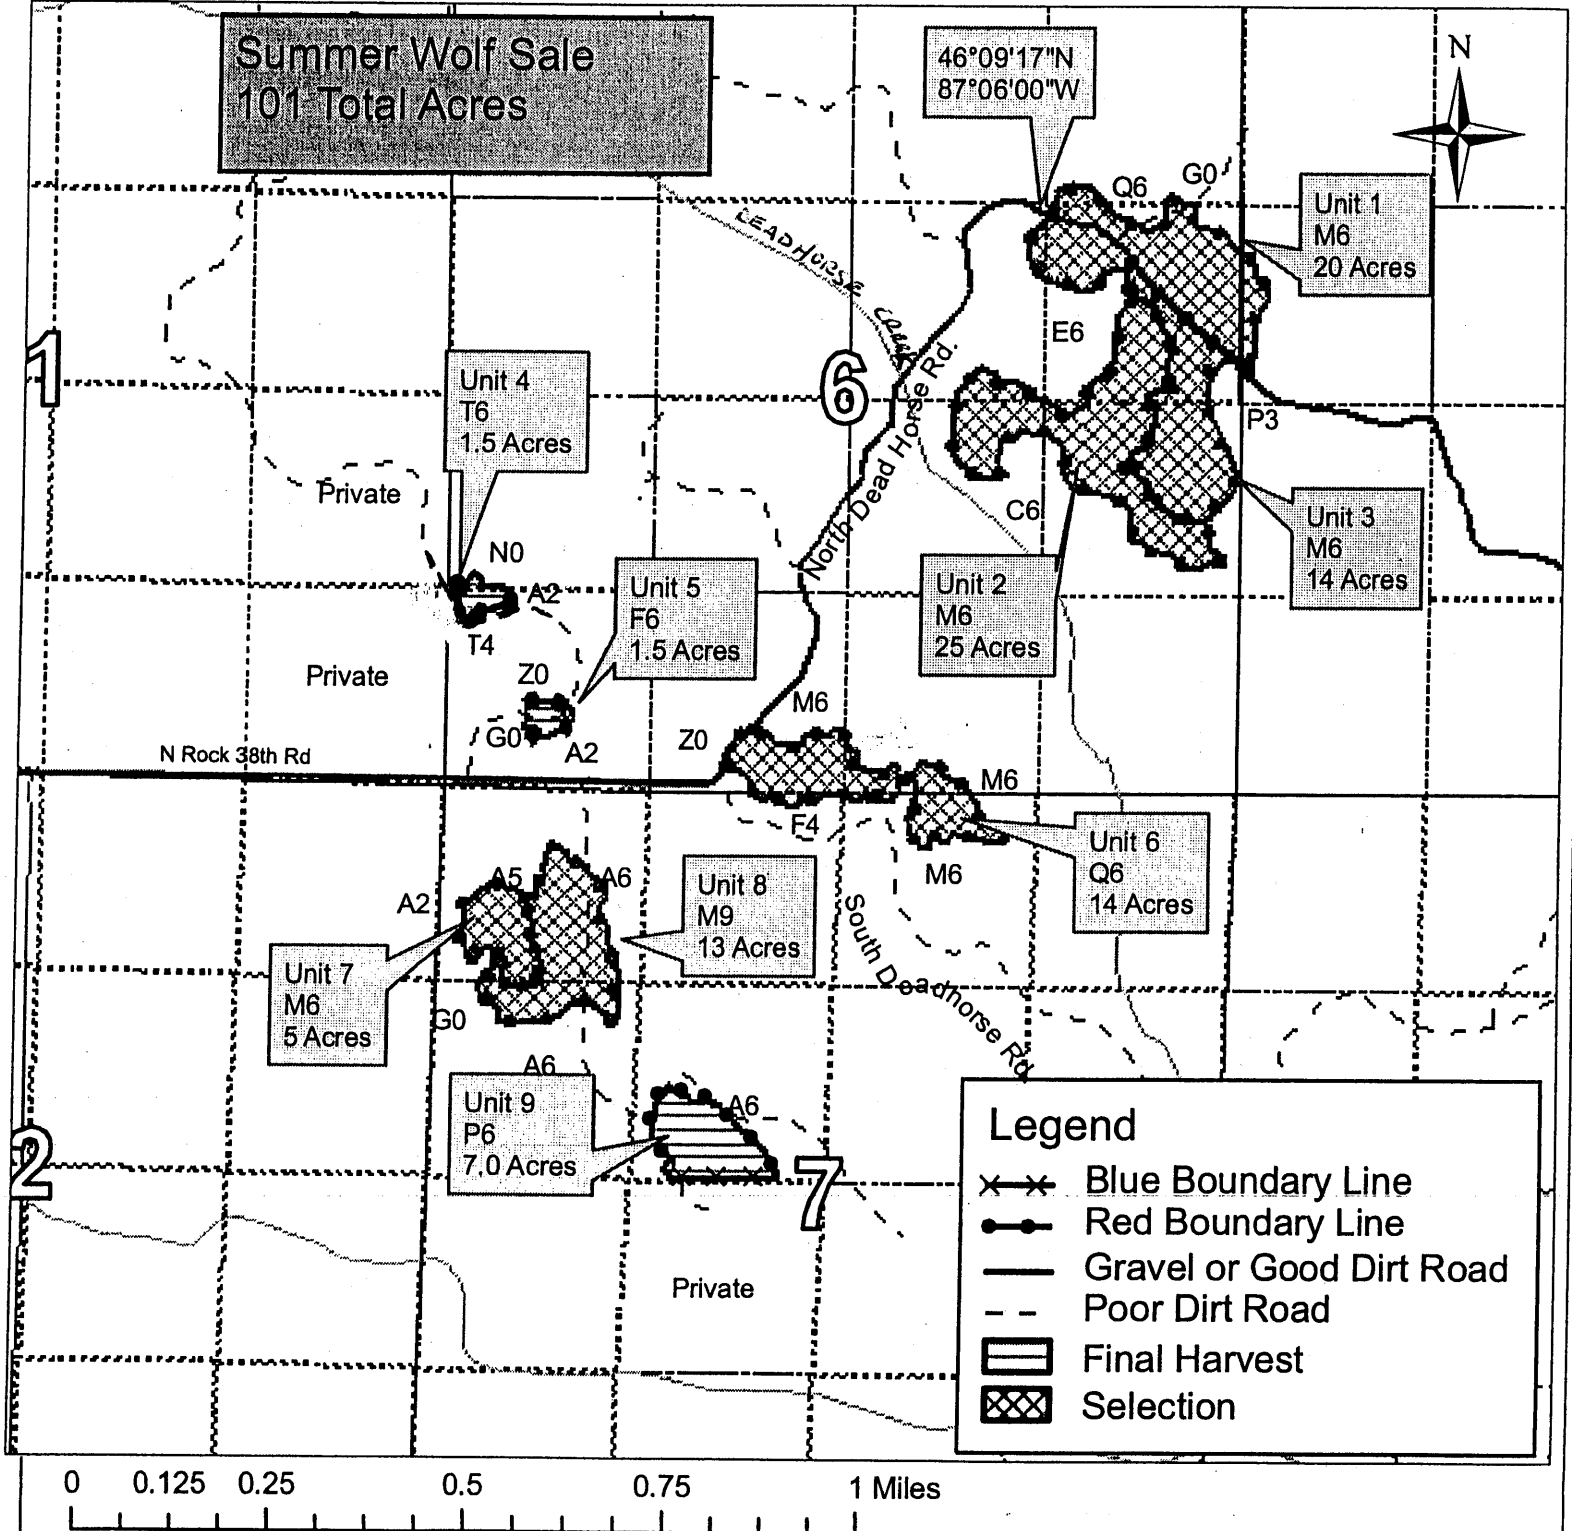 Summer Wolf Sale
101 Total Acres
46°09'17"N
87°06'00"W
N
Q6
G0
Unit 1
M6
20 Acres
LEADHORSE CREEK
E6
1
6
North Dead Horse Rd.
P3
Unit 4
T6
1.5 Acres
Private
C6
Unit 3
M6
14 Acres
N0
A2
T4
Unit 5
F6
1.5 Acres
Unit 2
M6
25 Acres
Private
Z0
G0
A2
M6
Z0
N Rock 38th Rd
M6
F4
M6
Unit 6
Q6
14 Acres
A5
A6
A2
Unit 8
M9
13 Acres
South Deadhorse Rd
Unit 7
M6
5 Acres
G0
A6
Unit 9
P6
7.0 Acres
A6
2
7
Private
Legend
Blue Boundary Line
Red Boundary Line
Gravel or Good Dirt Road
Poor Dirt Road
Final Harvest
Selection
0 0.125 0.25 0.5 0.75 1 Miles